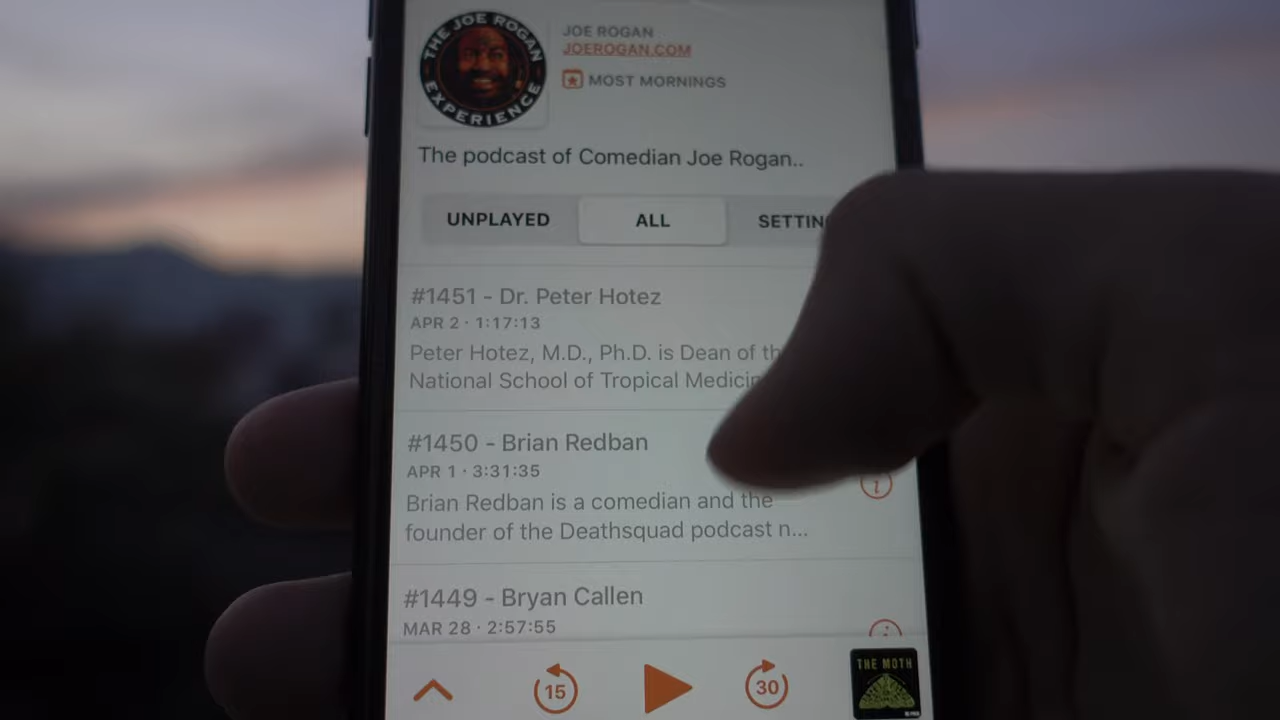 THE JOE ROGAN
EXPERIENCE
JOE ROGAN
JOEROGAN.COM
MOST MORNINGS
The podcast of Comedian Joe Rogan..
UNPLAYED
ALL
SETTIN
#1451 - Dr. Peter Hotez
APR 2 · 1:17:13
Peter Hotez, M.D., Ph.D. is Dean of th
National School of Tropical Medicin
#1450 - Brian Redban
APR 1 · 3:31:35
i
Brian Redban is a comedian and the
founder of the Deathsquad podcast n...
#1449 - Bryan Callen
MAR 28 · 2:57:55
15
30
THE MOTH